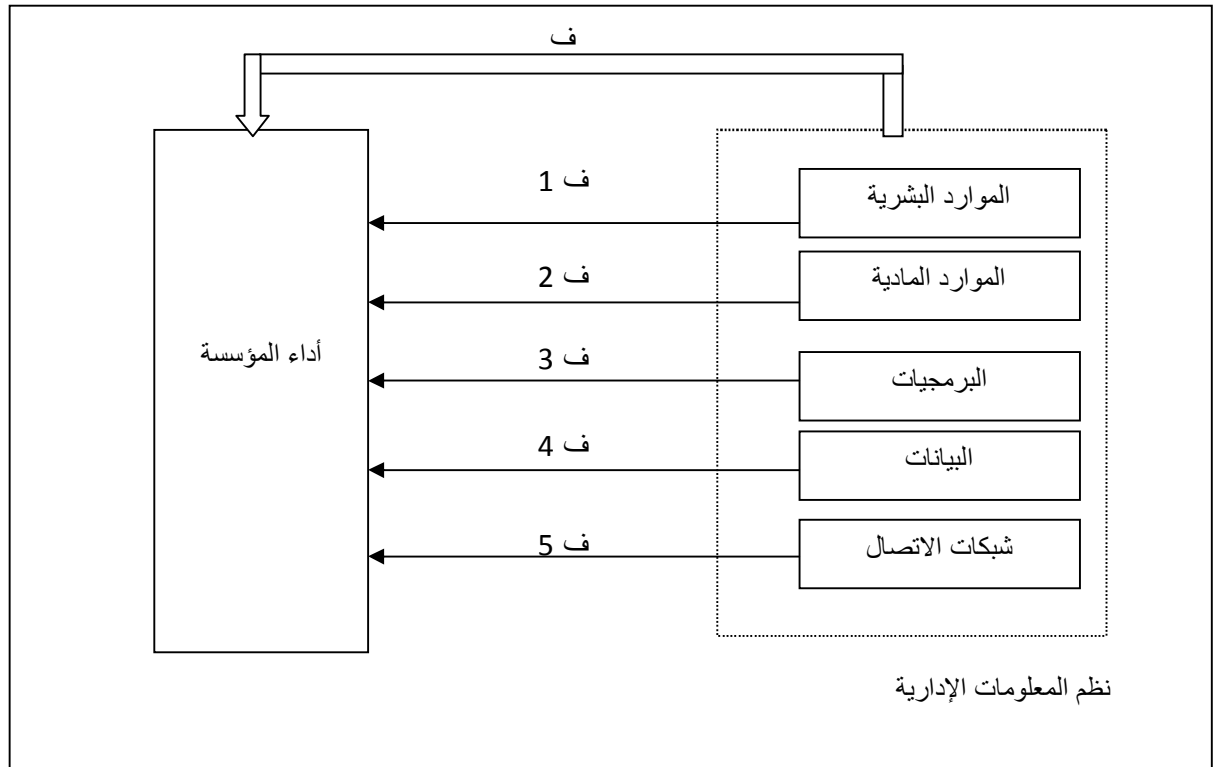 ف
ف 1
الموارد البشرية
ف 2
الموارد المادية
ف 3
البرمجيات
أداء المؤسسة
ف 4
البيانات
ف 5
شبكات الاتصال
نظم المعلومات الإدارية